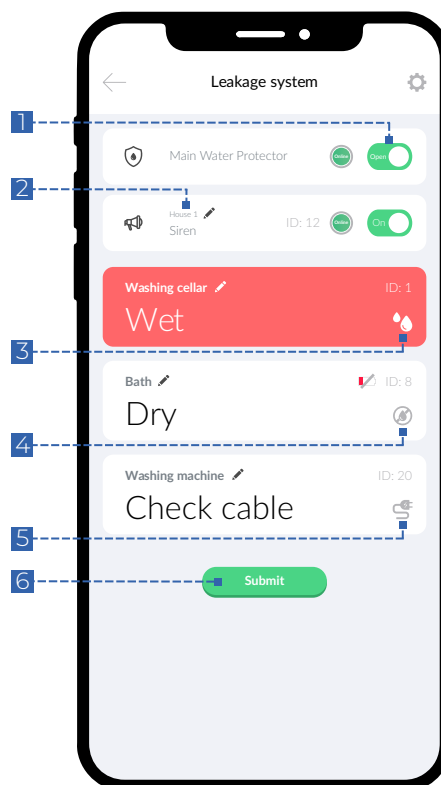 Leakage system
1
Main Water Protector Online Open
2
House 1
Siren ID: 12 Online On
Washing cellar ID: 1
Wet
3
Bath ID: 8
Dry
4
Washing machine ID: 20
Check cable
5
6 Submit